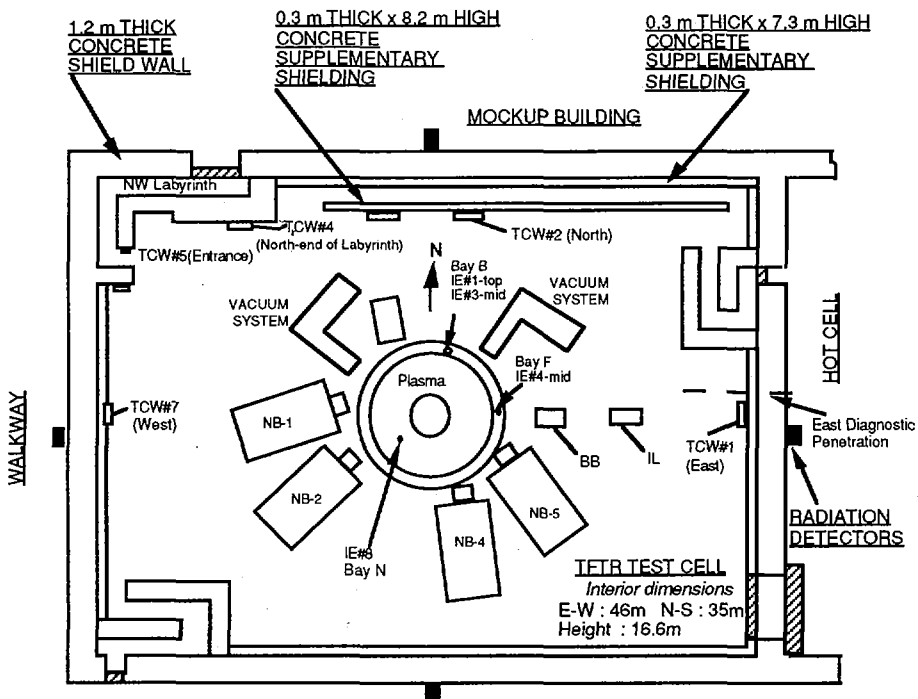 1.2 m THICK
CONCRETE
SHIELD WALL
0.3 m THICK x 8.2 m HIGH
CONCRETE
SUPPLEMENTARY
SHIELDING
0.3 m THICK x 7.3 m HIGH
CONCRETE
SUPPLEMENTARY
SHIELDING
MOCKUP BUILDING
NW Labyrinth
TCW#4
(North-end of Labyrinth)
TCW#2 (North)
TCW#5(Entrance)
N
Bay B
IE#1-top
IE#3-mid
VACUUM
SYSTEM
VACUUM
SYSTEM
HOT CELL
Plasma
Bay F
IE#4-mid
WALKWAY
TCW#7
(West)
NB-1
BB
IL
TCW#1
(East)
East Diagnostic
Penetration
NB-2
NB-5
NB-4
IE#8
Bay N
RADIATION
DETECTORS
TFTR TEST CELL
Interior dimensions
E-W : 46m N-S : 35m
Height : 16.6m